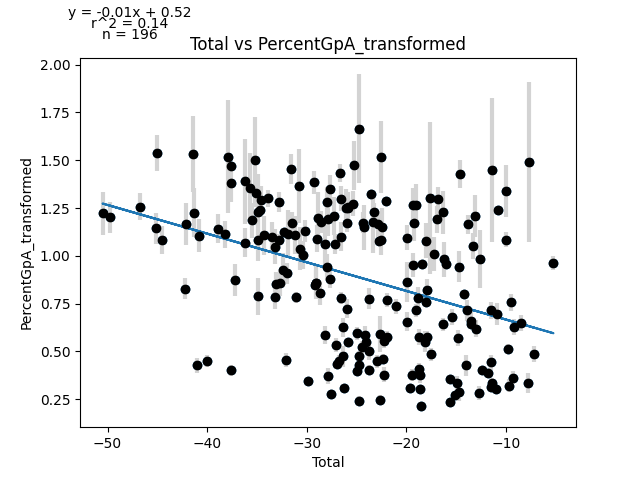 y = -0.01x + 0.52
r^2 = 0.14
n = 196
Total vs PercentGpA_transformed
2.00
1.75
1.50
1.25
1.00
0.75
0.50
0.25
PercentGpA_transformed
−50
−40
−30
−20
−10
Total